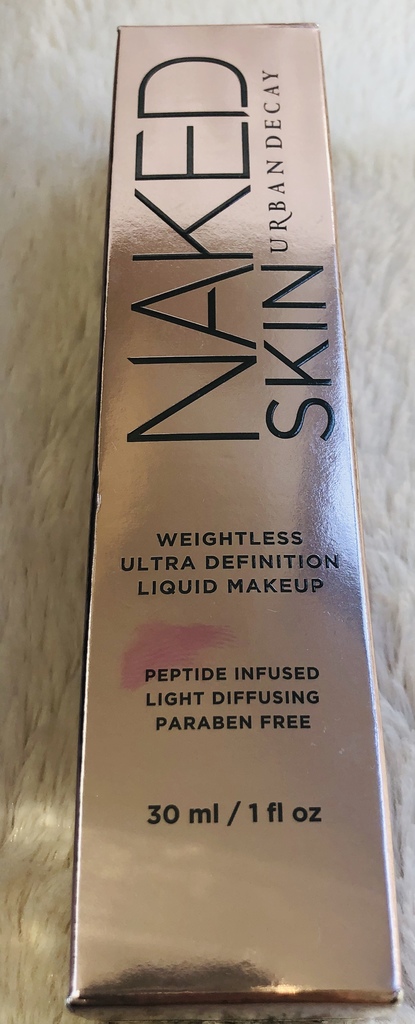 NAKED
SKIN URBAN DECAY
WEIGHTLESS
ULTRA DEFINITION
LIQUID MAKEUP
PEPTIDE INFUSED
LIGHT DIFFUSING
PARABEN FREE
30 ml / 1 fl oz